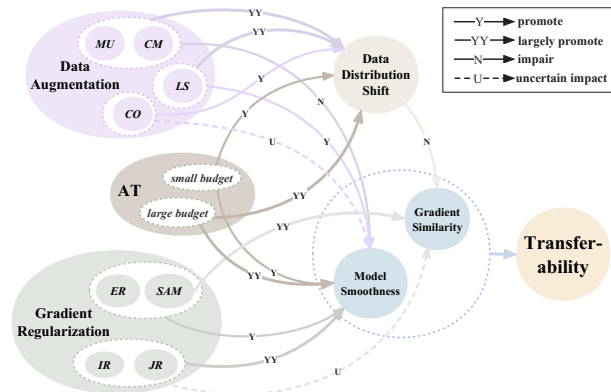 MU
CM
Data
Augmentation
LS
CO
AT
small budget
large budget
ER
SAM
Gradient
Regularization
IR
JR
YY
YY
Y
Y
N
U
Y
YY
YY
YY
Y
Y
YY
U
N
Data
Distribution
Shift
Gradient
Similarity
Model
Smoothness
Transfer-
ability
Y promote
YY largely promote
N impair
U uncertain impact